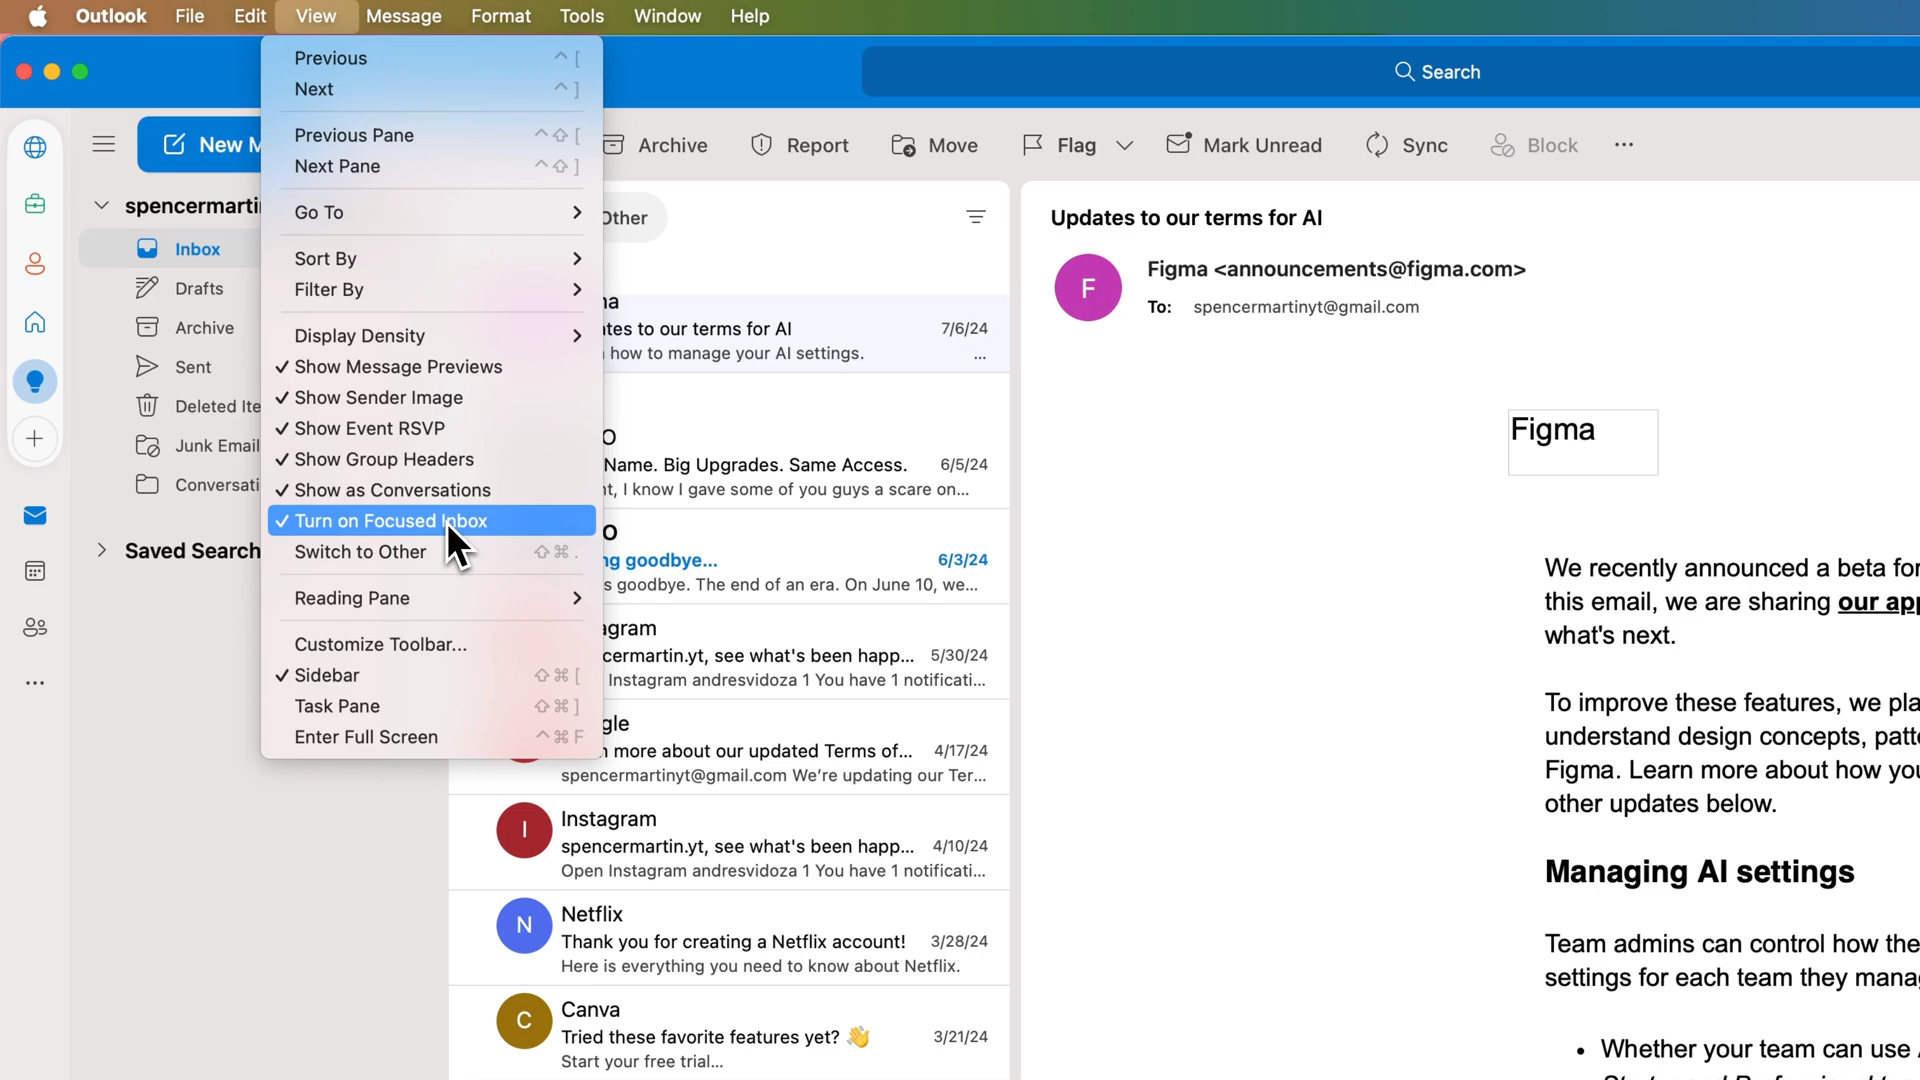 Outlook File Edit View Message Format Tools Window Help
Search
Previous ^ [
Next ^ ]
Previous Pane ^⇧ [
Next Pane ^⇧ ]
Go To
Sort By
Filter By
Display Density
✓ Show Message Previews
✓ Show Sender Image
✓ Show Event RSVP
✓ Show Group Headers
✓ Show as Conversations
✓ Turn on Focused Inbox
Switch to Other ⇧⌘ .
Reading Pane
Customize Toolbar...
✓ Sidebar ⇧⌘ [
Task Pane ⇧⌘ ]
Enter Full Screen ^⌘ F
New M
Archive Report Move Flag Mark Unread Sync Block ...
spencermarti
Inbox
Drafts
Archive
Sent
Deleted Ite
Junk Email
Conversati
Saved Search
Other
na
tes to our terms for AI 7/6/24
how to manage your AI settings. ...
O
Name. Big Upgrades. Same Access. 6/5/24
t, I know I gave some of you guys a scare on...
O
ng goodbye... 6/3/24
s goodbye. The end of an era. On June 10, we...
agram
cermartin.yt, see what's been happ... 5/30/24
Instagram andresvidoza 1 You have 1 notificati...
gle
more about our updated Terms of... 4/17/24
spencermartinyt@gmail.com We're updating our Ter...
I
Instagram
spencermartin.yt, see what's been happ... 4/10/24
Open Instagram andresvidoza 1 You have 1 notificati...
N
Netflix
Thank you for creating a Netflix account! 3/28/24
Here is everything you need to know about Netflix.
C
Canva
Tried these favorite features yet? 👋 3/21/24
Start your free trial...
Updates to our terms for AI
F
Figma <announcements@figma.com>
To: spencermartinyt@gmail.com
Figma
We recently announced a beta for
this email, we are sharing our app
what's next.
To improve these features, we pla
understand design concepts, patte
Figma. Learn more about how you
other updates below.
Managing AI settings
Team admins can control how the
settings for each team they mana
• Whether your team can use